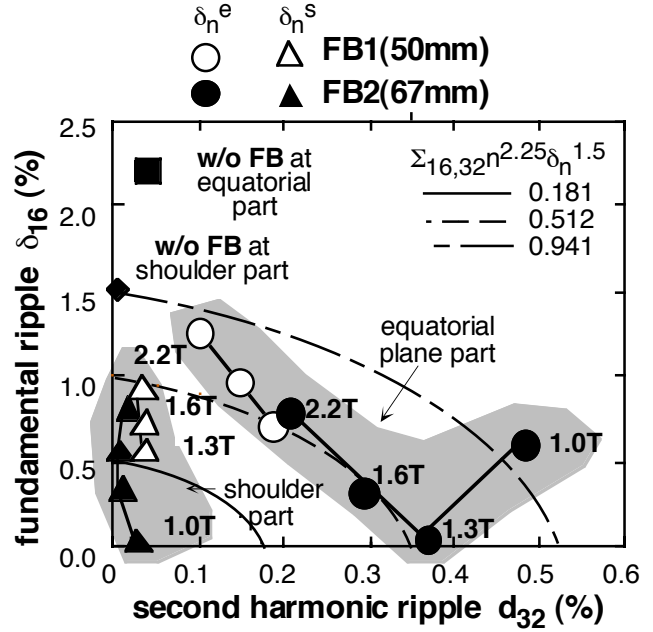 δₙᵉ δₙˢ
FB1(50mm)
FB2(67mm)
2.5
2.0
1.5
1.0
0.5
0.0
fundamental ripple δ₁₆ (%)
w/o FB at
equatorial
part
w/o FB at
shoulder part
Σ₁₆,₃₂n²·²⁵δₙ¹·⁵
0.181
0.512
0.941
equatorial
plane part
2.2T
1.6T
1.3T
1.0T
shoulder
part
2.2T
1.6T
1.3T
1.0T
0 0.1 0.2 0.3 0.4 0.5 0.6
second harmonic ripple d₃₂ (%)